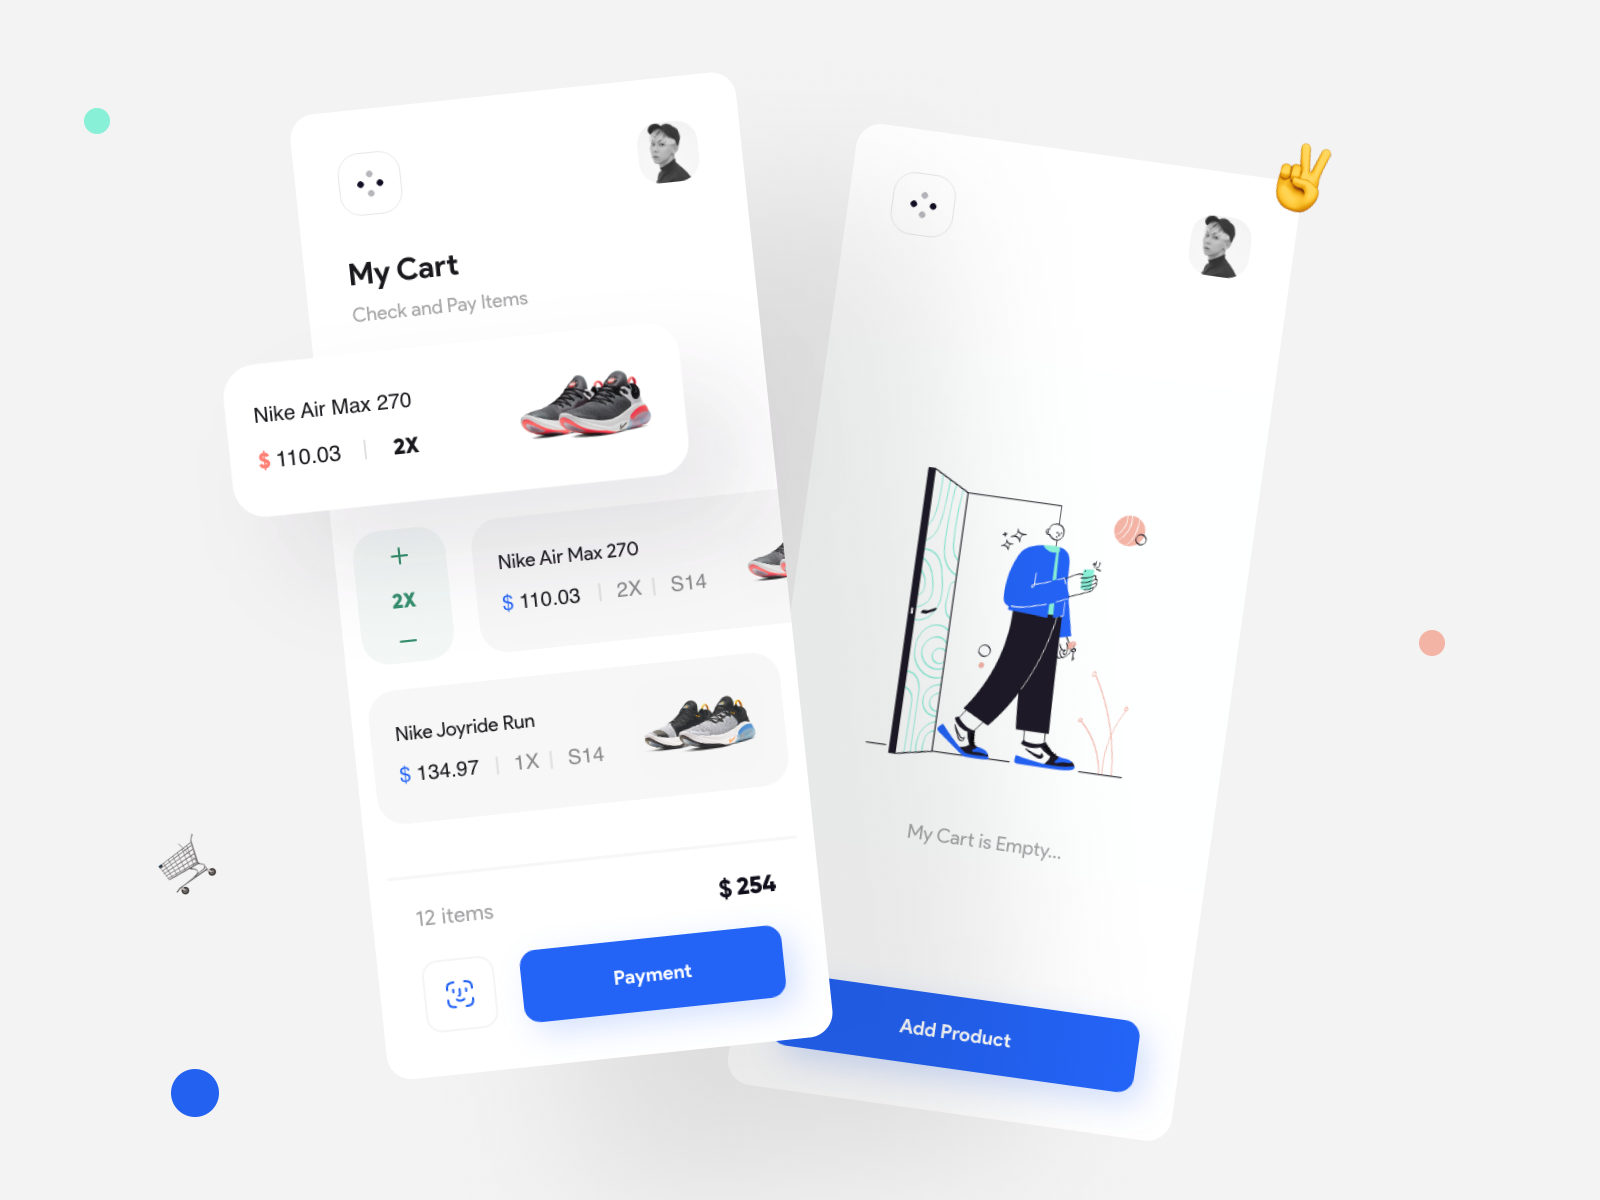 My Cart
Check and Pay Items
Nike Air Max 270
$ 110.03 | 2X
+
2X
−
Nike Air Max 270
$ 110.03 | 2X | S14
Nike Joyride Run
$ 134.97 | 1X | S14
12 items
$ 254
Payment
My Cart is Empty...
Add Product